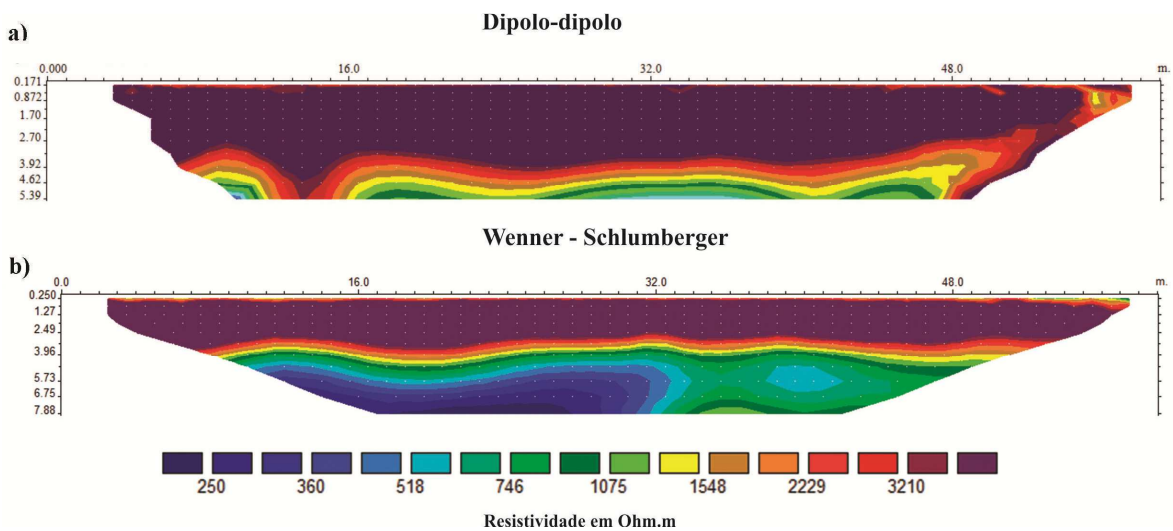 Dipolo-dipolo
a)
0.000 16.0 32.0 48.0 m.
0.171
0.872
1.70
2.70
3.92
4.62
5.39
Wenner - Schlumberger
b)
0.0 16.0 32.0 48.0 m.
0.250
1.27
2.49
3.96
5.73
6.75
7.88
250 360 518 746 1075 1548 2229 3210
Resistividade em Ohm.m